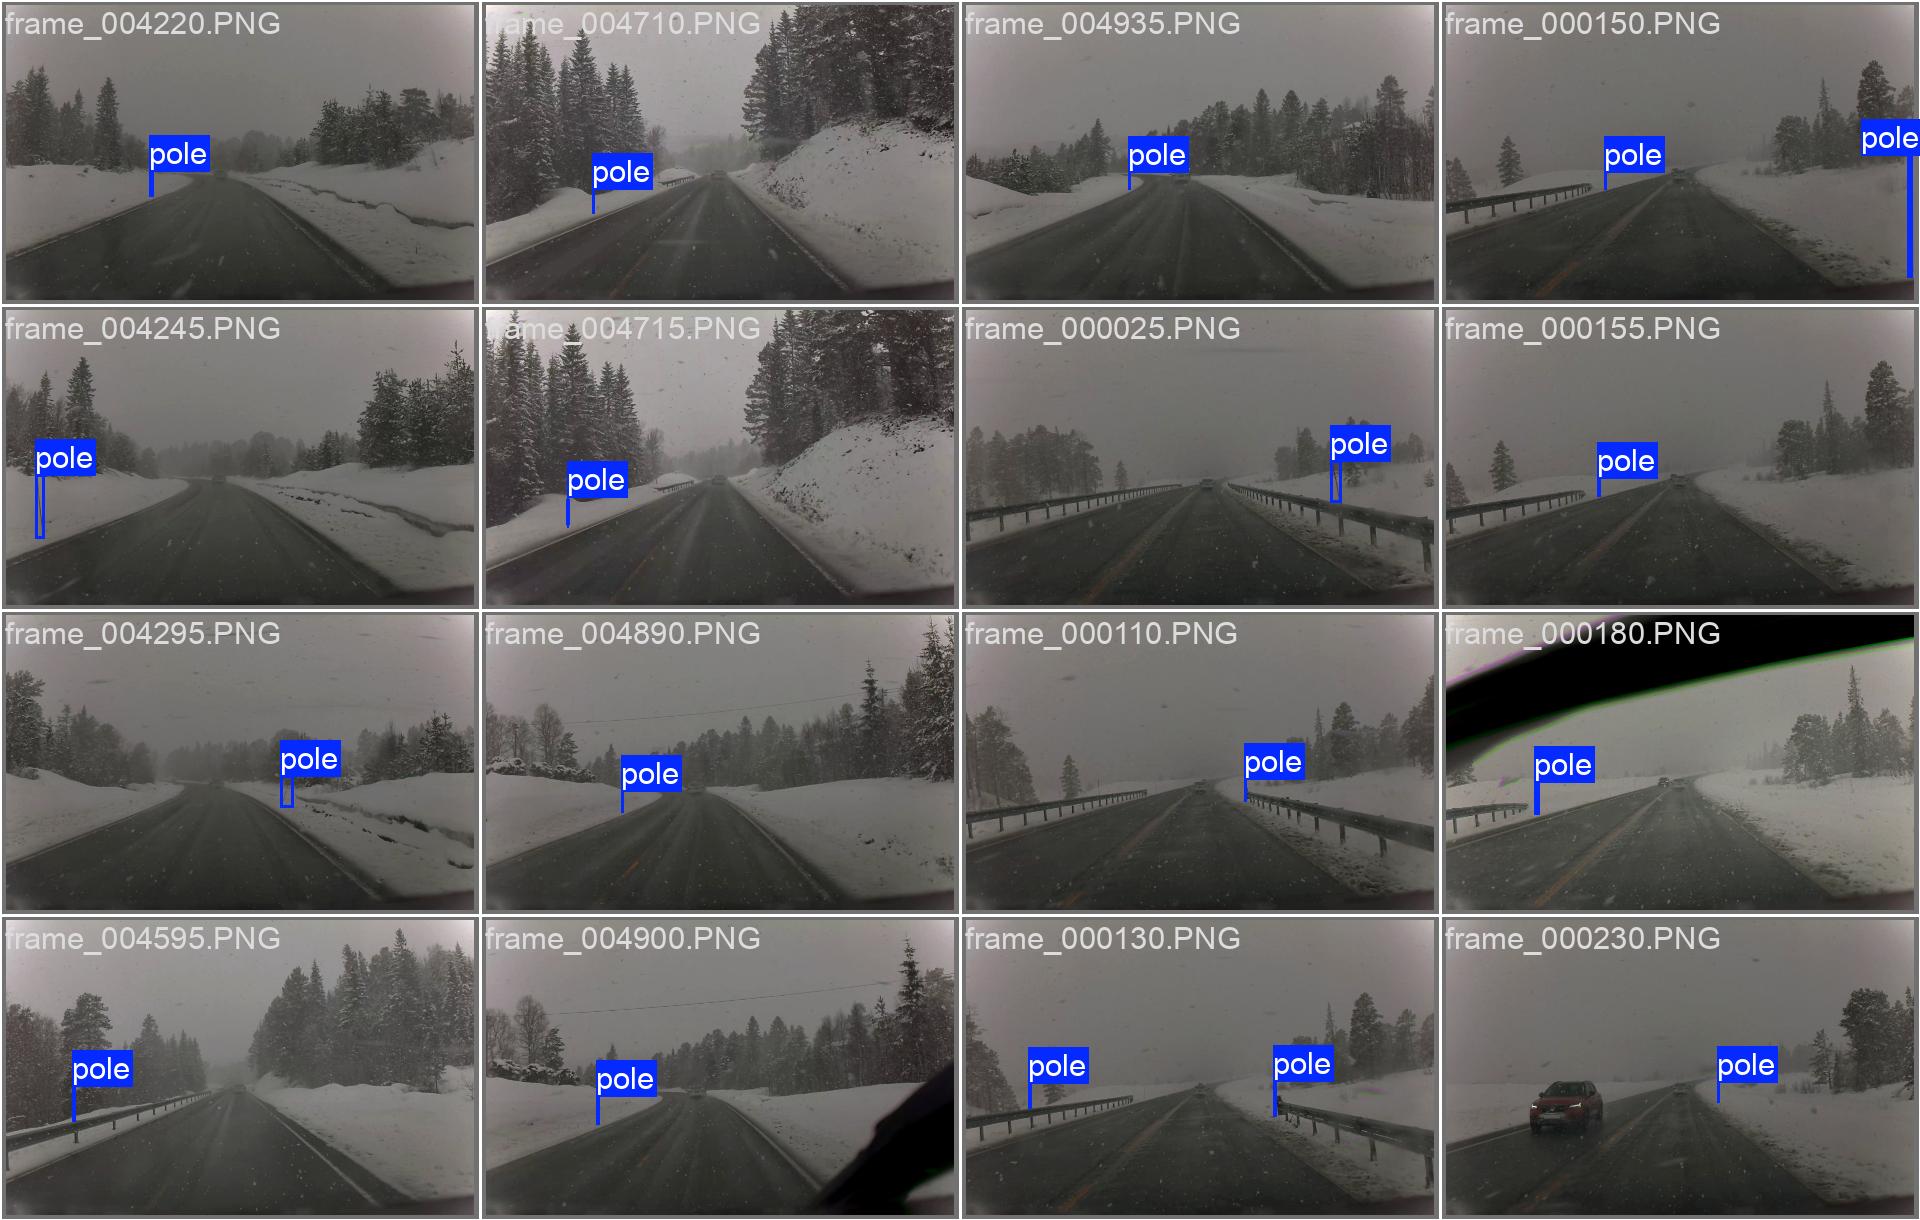 frame_004220.PNG
pole
frame_004710.PNG
pole
frame_004935.PNG
pole
frame_000150.PNG
pole
pole
frame_004245.PNG
pole
frame_004715.PNG
pole
frame_000025.PNG
pole
frame_000155.PNG
pole
frame_004295.PNG
pole
frame_004890.PNG
pole
frame_000110.PNG
pole
frame_000180.PNG
pole
frame_004595.PNG
pole
frame_004900.PNG
pole
frame_000130.PNG
pole
pole
frame_000230.PNG
pole